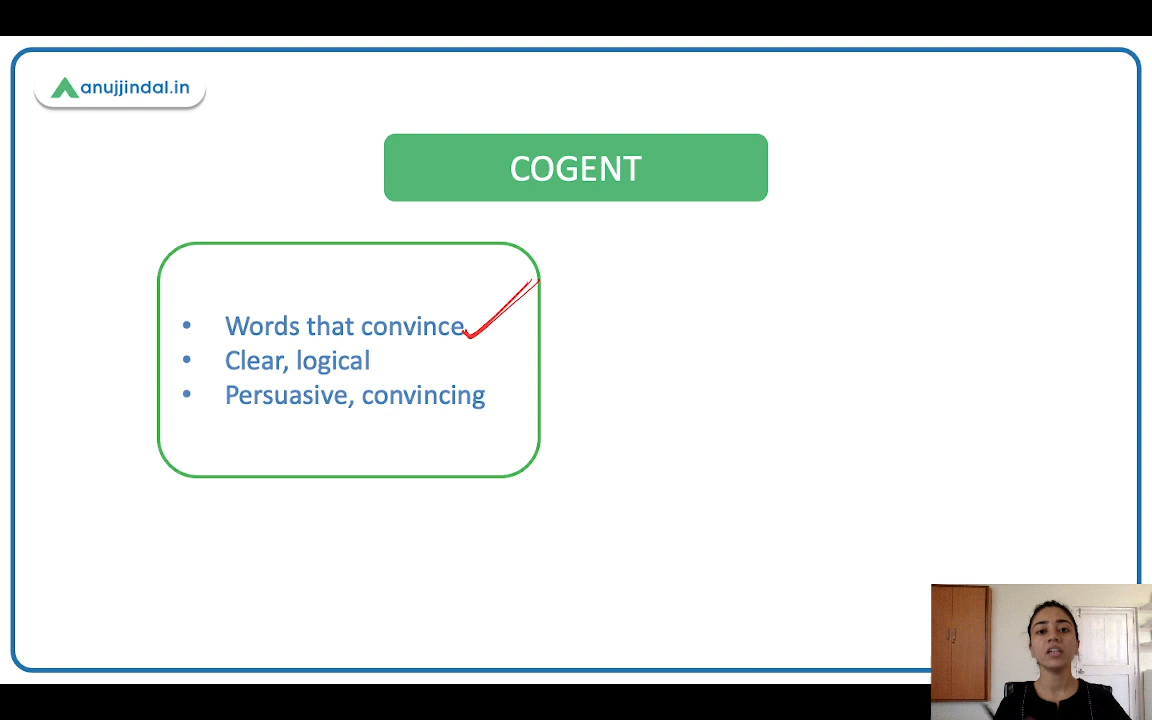 anujjindal.in
COGENT
• Words that convince
• Clear, logical
• Persuasive, convincing